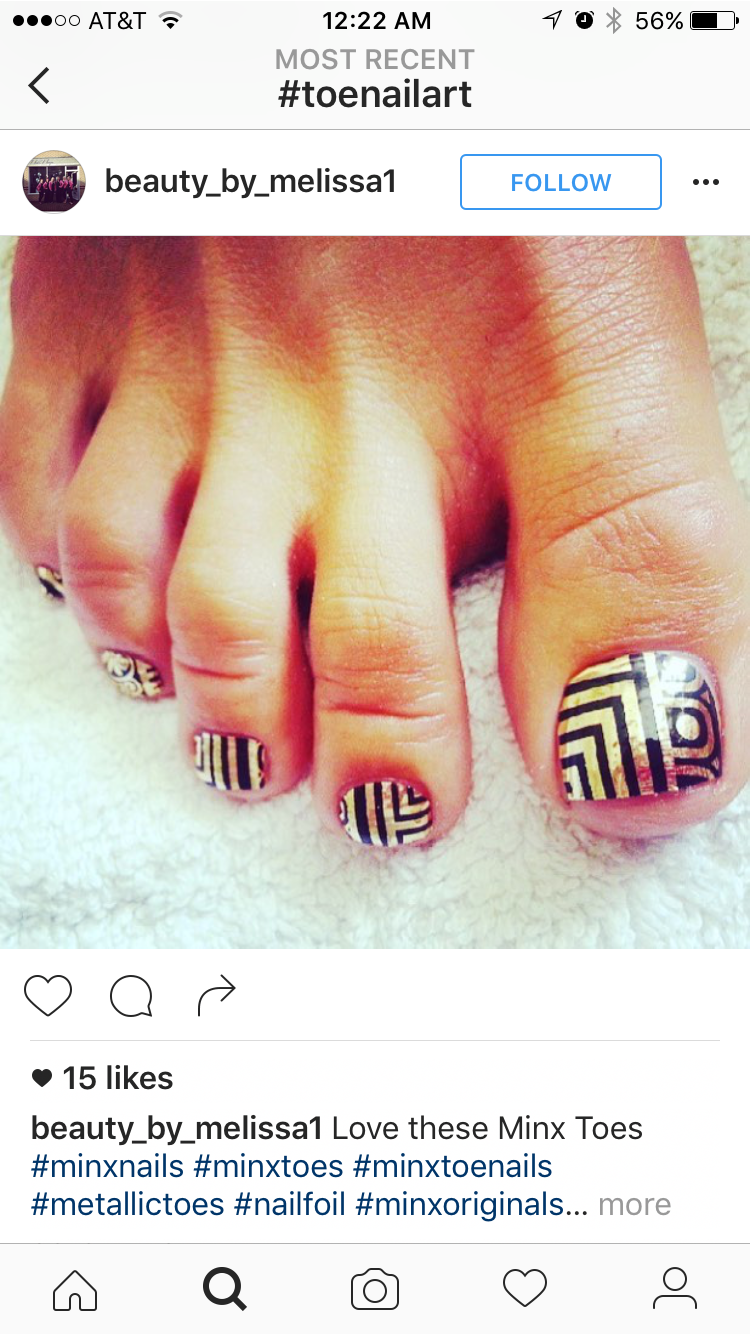 AT&T 12:22 AM 56%
MOST RECENT
#toenailart
beauty_by_melissa1 FOLLOW
15 likes
beauty_by_melissa1 Love these Minx Toes
#minxnails #minxtoes #minxtoenails
#metallictoes #nailfoil #minxoriginals... more